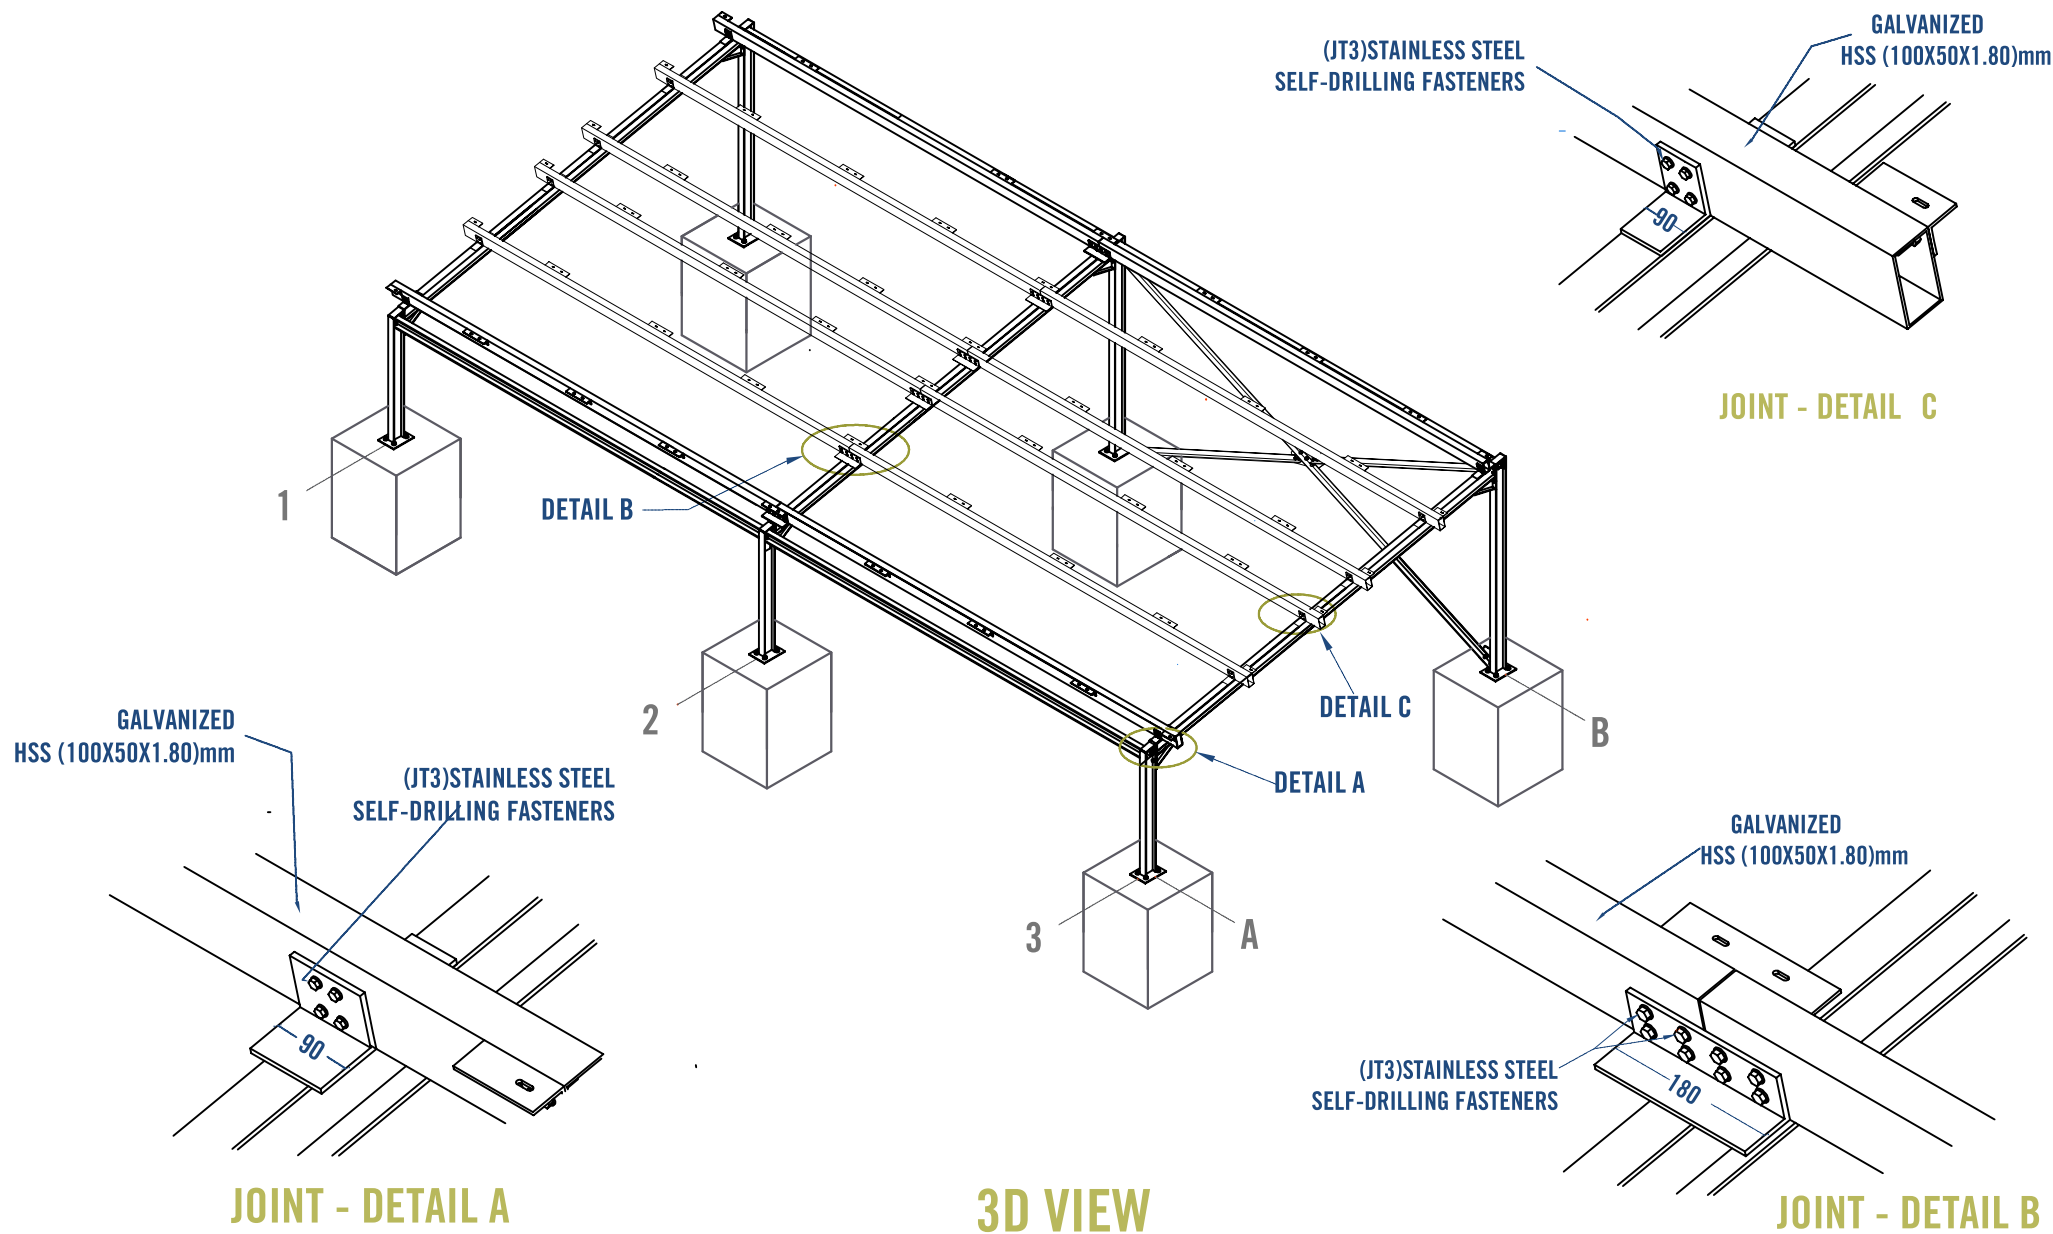 GALVANIZED
HSS (100X50X1.80)mm
(JT3)STAINLESS STEEL
SELF-DRILLING FASTENERS
90
JOINT - DETAIL C
1
DETAIL B
2
DETAIL C
B
DETAIL A
3
A
GALVANIZED
HSS (100X50X1.80)mm
(JT3)STAINLESS STEEL
SELF-DRILLING FASTENERS
90
JOINT - DETAIL A
3D VIEW
GALVANIZED
HSS (100X50X1.80)mm
(JT3)STAINLESS STEEL
SELF-DRILLING FASTENERS
180
JOINT - DETAIL B